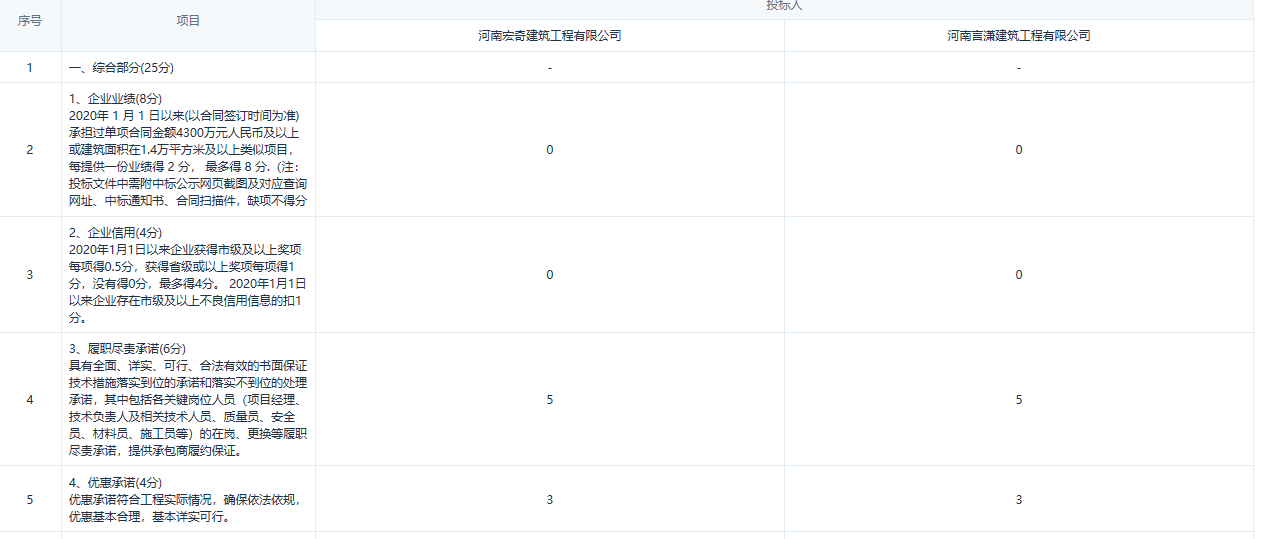 投标人
序号
项目
河南宏奇建筑工程有限公司
河南言潇建筑工程有限公司
1
一、综合部分(25分)
-
-
2
1、企业业绩(8分)
2020年 1 月 1 日以来(以合同签订时间为准)
承担过单项合同金额4300万元人民币及以上
或建筑面积在1.4万平方米及以上类似项目，
每提供一份业绩得 2 分， 最多得 8 分.（注：
投标文件中需附中标公示网页截图及对应查询
网址、中标通知书、合同扫描件，缺项不得分
0
0
3
2、企业信用(4分)
2020年1月1日以来企业获得市级及以上奖项
每项得0.5分，获得省级或以上奖项每项得1
分，没有得0分，最多得4分。 2020年1月1日
以来企业存在市级及以上不良信用信息的扣1
分。
0
0
4
3、履职尽责承诺(6分)
具有全面、详实、可行、合法有效的书面保证
技术措施落实到位的承诺和落实不到位的处理
承诺，其中包括各关键岗位人员（项目经理、
技术负责人及相关技术人员、质量员、安全
员、材料员、施工员等）的在岗、更换等履职
尽责承诺，提供承包商履约保证。
5
5
5
4、优惠承诺(4分)
优惠承诺符合工程实际情况，确保依法依规，
优惠基本合理，基本详实可行。
3
3